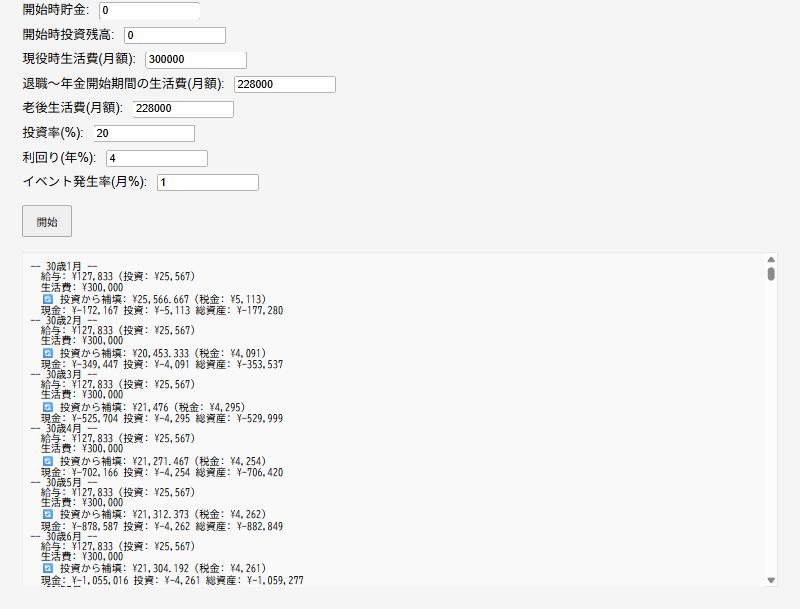 開始時貯金: 0
開始時投資残高: 0
現役時生活費(月額): 300000
退職～年金開始期間の生活費(月額): 228000
老後生活費(月額): 228000
投資率(%): 20
利回り(年%): 4
イベント発生率(月%): 1
開始
-- 30歳1月 --
給与: ¥127,833 (投資: ¥25,567)
生活費: ¥300,000
🔄 投資から補填: ¥25,566.667 (税金: ¥5,113)
現金: ¥-172,167 投資: ¥-5,113 総資産: ¥-177,280
-- 30歳2月 --
給与: ¥127,833 (投資: ¥25,567)
生活費: ¥300,000
🔄 投資から補填: ¥20,453.333 (税金: ¥4,091)
現金: ¥-349,447 投資: ¥-4,091 総資産: ¥-353,537
-- 30歳3月 --
給与: ¥127,833 (投資: ¥25,567)
生活費: ¥300,000
🔄 投資から補填: ¥21,476 (税金: ¥4,295)
現金: ¥-525,704 投資: ¥-4,295 総資産: ¥-529,999
-- 30歳4月 --
給与: ¥127,833 (投資: ¥25,567)
生活費: ¥300,000
🔄 投資から補填: ¥21,271.467 (税金: ¥4,254)
現金: ¥-702,166 投資: ¥-4,254 総資産: ¥-706,420
-- 30歳5月 --
給与: ¥127,833 (投資: ¥25,567)
生活費: ¥300,000
🔄 投資から補填: ¥21,312.373 (税金: ¥4,262)
現金: ¥-878,587 投資: ¥-4,262 総資産: ¥-882,849
-- 30歳6月 --
給与: ¥127,833 (投資: ¥25,567)
生活費: ¥300,000
🔄 投資から補填: ¥21,304.192 (税金: ¥4,261)
現金: ¥-1,055,016 投資: ¥-4,261 総資産: ¥-1,059,277